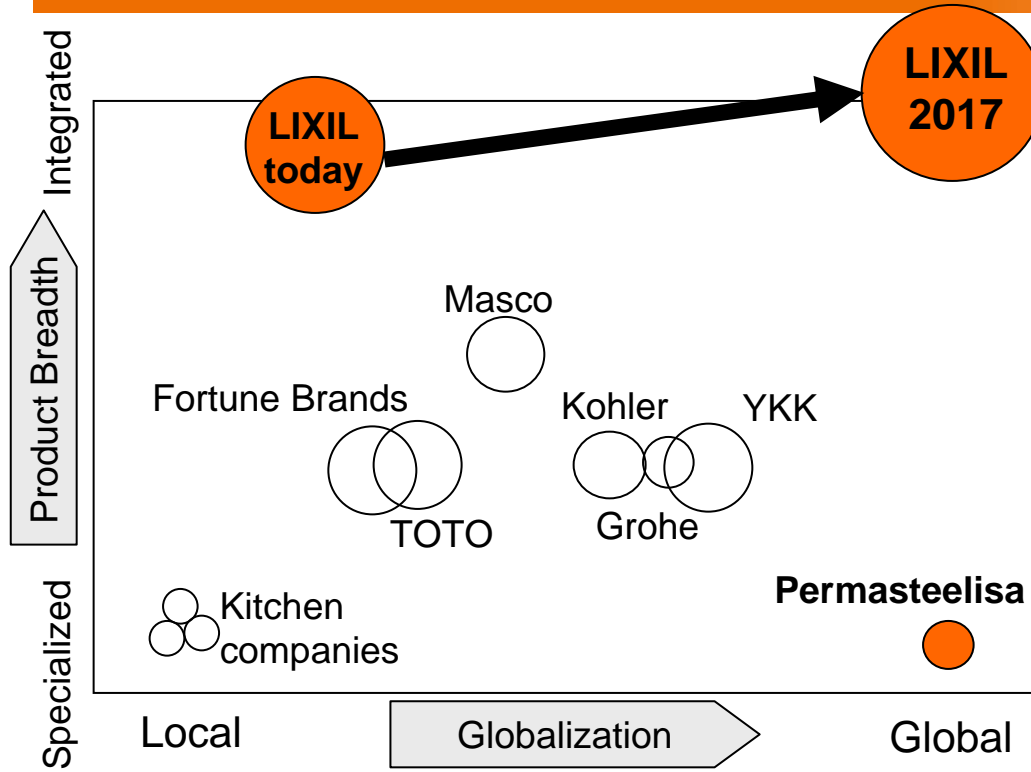 Integrated
LIXIL
today
LIXIL
2017
Product Breadth
Masco
Fortune Brands
Kohler
YKK
TOTO
Grohe
Permasteelisa
Kitchen
companies
Specialized
Local
Globalization
Global